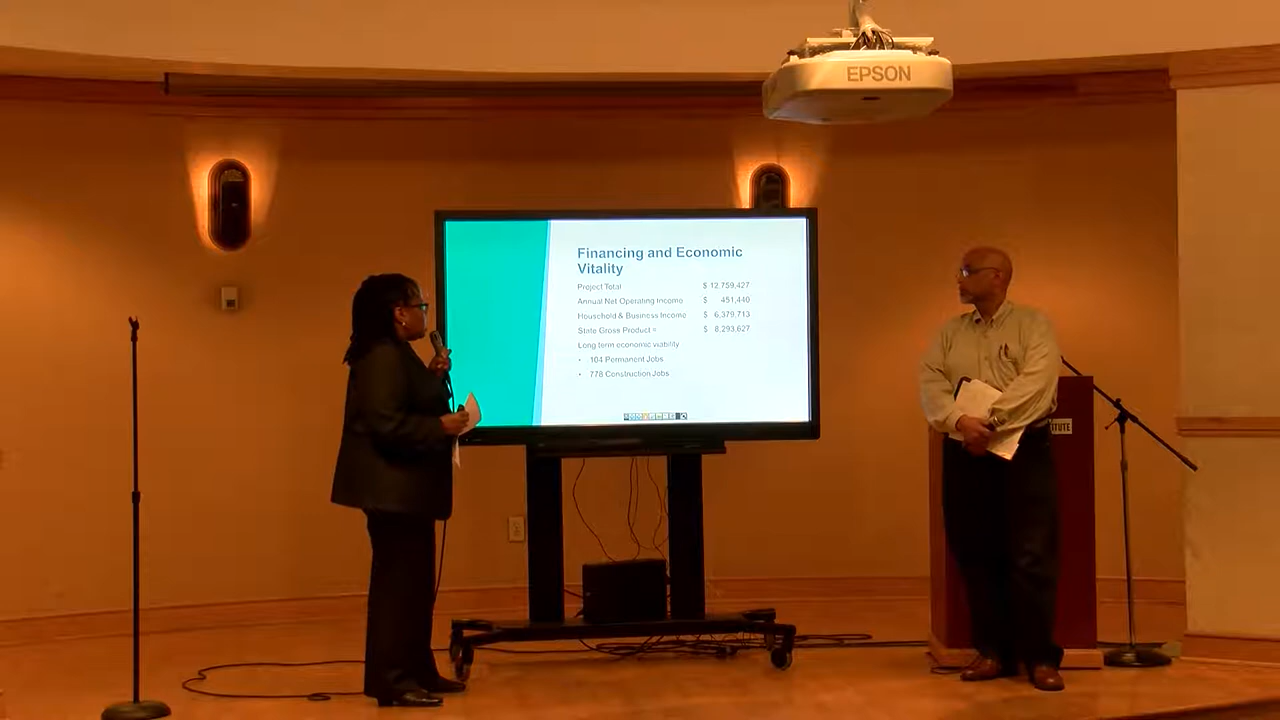 EPSON
Financing and Economic
Vitality
Project Total $ 12,759,427
Annual Net Operating Income $ 451,440
Household & Business Income $ 6,379,713
State Gross Product = $ 8,293,627
Long term economic viability
• 104 Permanent Jobs
• 778 Construction Jobs
ITUTE